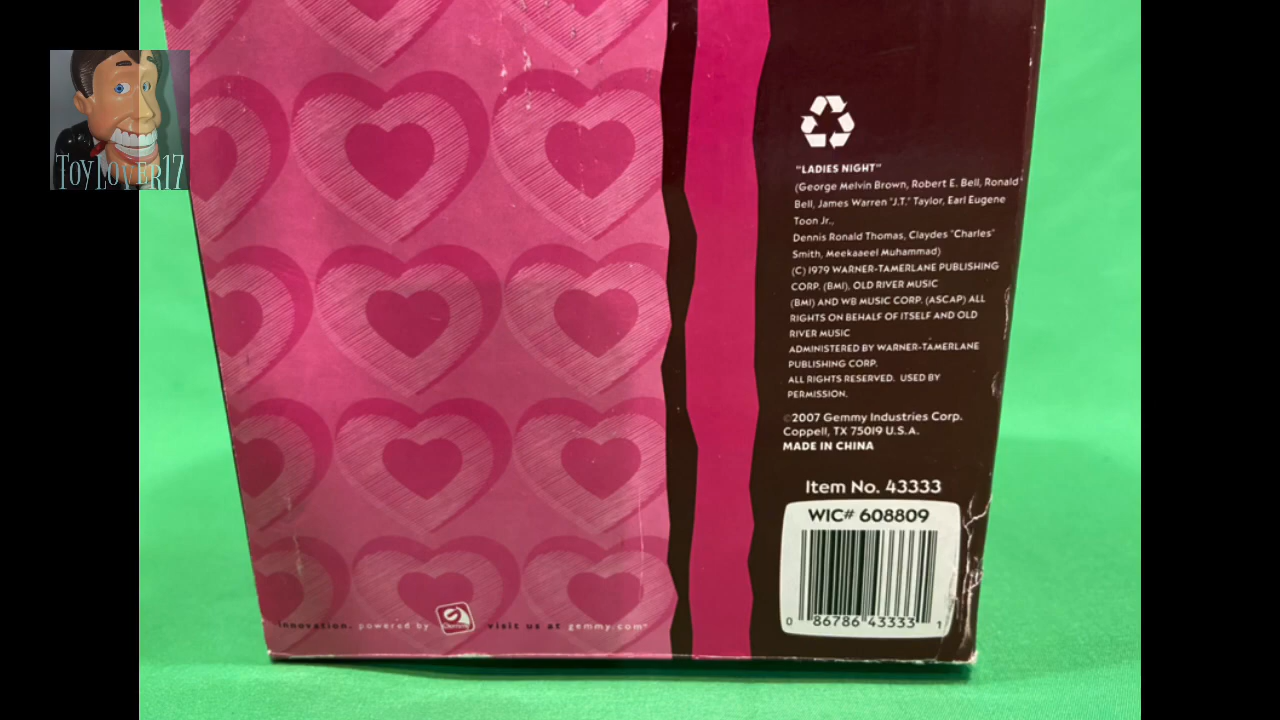 TOYLOVER17
"LADIES NIGHT"
(George Melvin Brown, Robert E. Bell, Ronald
Bell, James Warren "J.T." Taylor, Earl Eugene
Toon Jr.,
Dennis Ronald Thomas, Claydes "Charles"
Smith, Meekaaeel Muhammad)
(C) 1979 WARNER-TAMERLANE PUBLISHING
CORP. (BMI), OLD RIVER MUSIC
(BMI) AND WB MUSIC CORP. (ASCAP) ALL
RIGHTS ON BEHALF OF ITSELF AND OLD
RIVER MUSIC
ADMINISTERED BY WARNER-TAMERLANE
PUBLISHING CORP.
ALL RIGHTS RESERVED. USED BY
PERMISSION.
©2007 Gemmy Industries Corp.
Coppell, TX 75019 U.S.A.
MADE IN CHINA
Item No. 43333
WIC# 608809
0 86786 43333 1
innovation. powered by Gemmy visit us at gemmy.com™